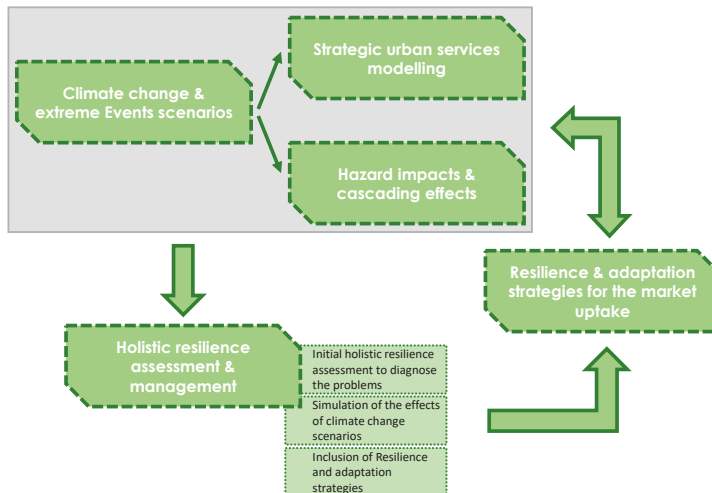 Strategic urban services
modelling
Climate change &
extreme Events scenarios
Hazard impacts &
cascading effects
Resilience & adaptation
strategies for the market
uptake
Holistic resilience
assessment &
management
Initial holistic resilience
assessment to diagnose
the problems
Simulation of the effects
of climate change
scenarios
Inclusion of Resilience
and adaptation
strategies